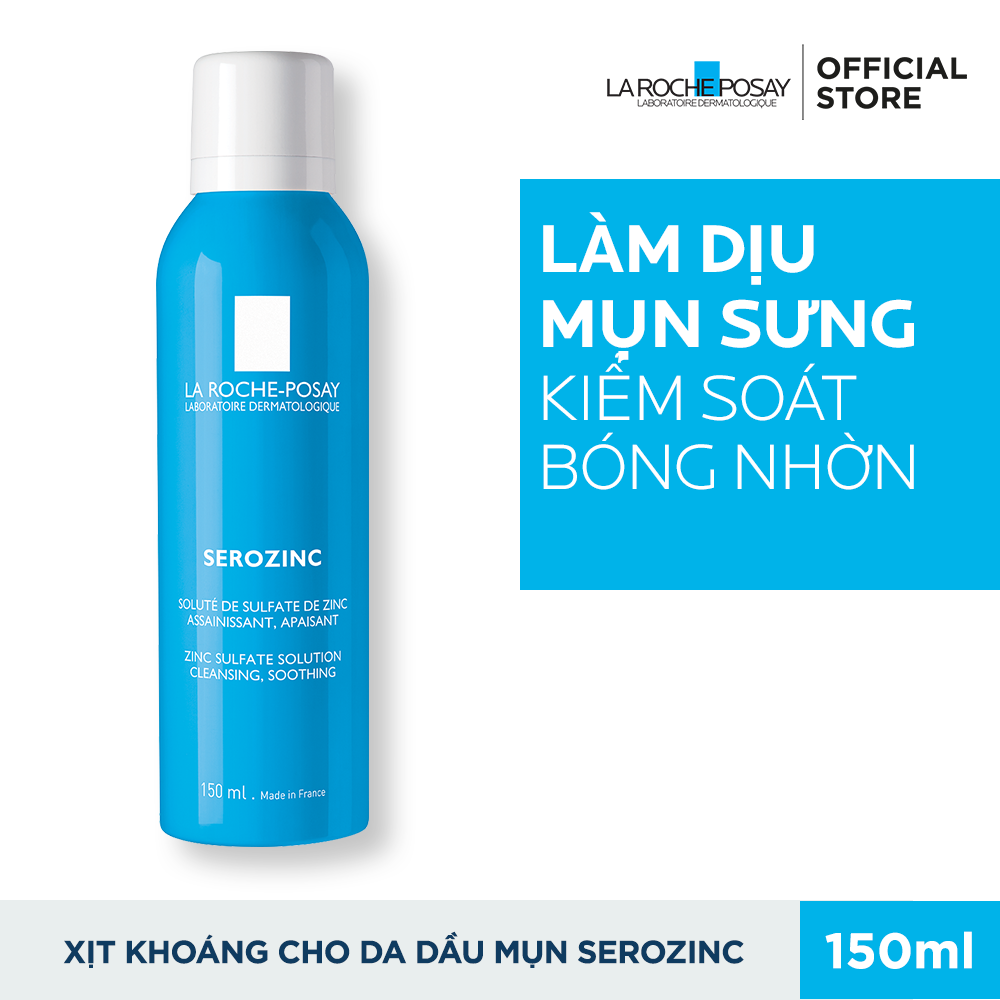 LA ROCHE POSAY
LABORATOIRE DERMATOLOGIQUE
OFFICIAL
STORE
LÀM DỊU
MỤN SƯNG
KIỂM SOÁT
BÓNG NHỜN
LA ROCHE-POSAY
LABORATOIRE DERMATOLOGIQUE
SEROZINC
SOLUTÉ DE SULFATE DE ZINC
ASSAINISSANT, APAISANT
ZINC SULFATE SOLUTION
CLEANSING, SOOTHING
150 ml . Made in France
XỊT KHOÁNG CHO DA DẦU MỤN SEROZINC
150ml